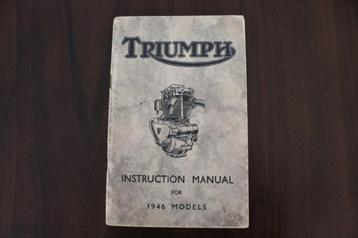 TRIUMPH
INSTRUCTION MANUAL
FOR
1946 MODELS